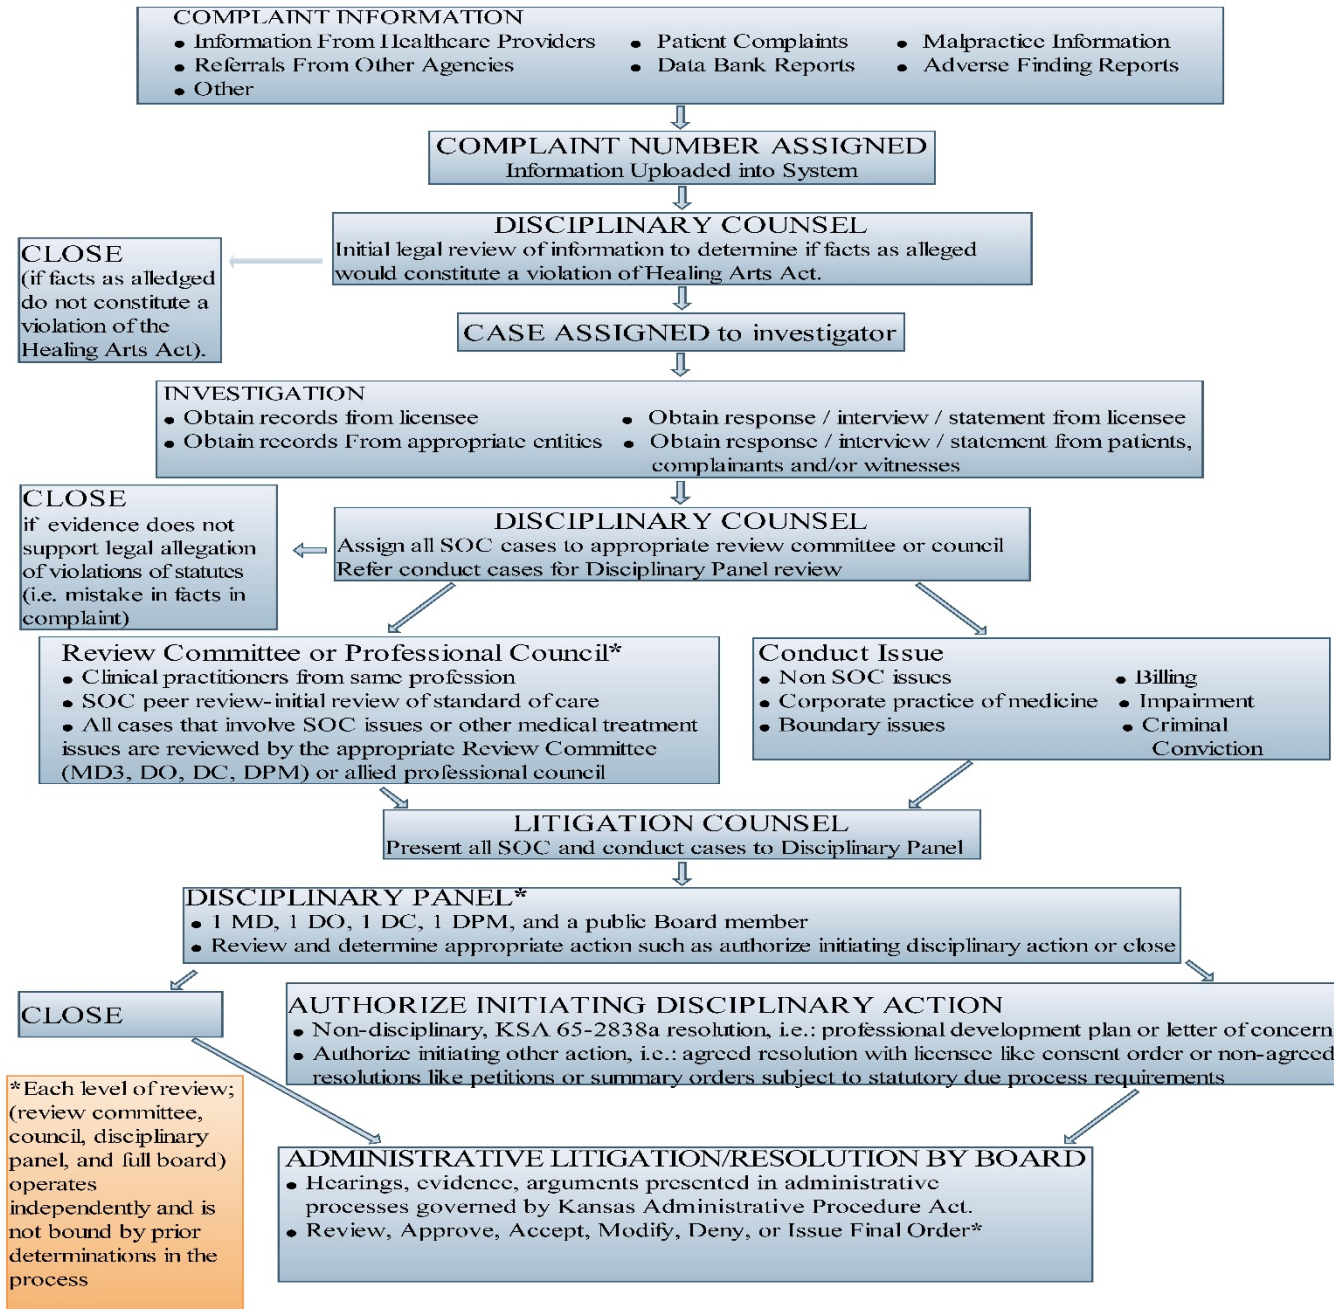 COMPLAINT INFORMATION
• Information From Healthcare Providers
• Patient Complaints
• Malpractice Information
• Referrals From Other Agencies
• Data Bank Reports
• Adverse Finding Reports
• Other
COMPLAINT NUMBER ASSIGNED
Information Uploaded into System
DISCIPLINARY COUNSEL
Initial legal review of information to determine if facts as alleged
would constitute a violation of Healing Arts Act.
CLOSE
(if facts as alledged
do not constitute a
violation of the
Healing Arts Act).
CASE ASSIGNED to investigator
INVESTIGATION
• Obtain records from licensee
• Obtain records From appropriate entities
• Obtain response / interview / statement from licensee
• Obtain response / interview / statement from patients,
complainants and/or witnesses
CLOSE
if evidence does not
support legal allegation
of violations of statutes
(i.e. mistake in facts in
complaint)
DISCIPLINARY COUNSEL
Assign all SOC cases to appropriate review committee or council
Refer conduct cases for Disciplinary Panel review
Review Committee or Professional Council*
• Clinical practitioners from same profession
• SOC peer review-initial review of standard of care
• All cases that involve SOC issues or other medical treatment
issues are reviewed by the appropriate Review Committee
(MD3, DO, DC, DPM) or allied professional council
Conduct Issue
• Non SOC issues
• Corporate practice of medicine
• Boundary issues
• Billing
• Impairment
• Criminal
Conviction
LITIGATION COUNSEL
Present all SOC and conduct cases to Disciplinary Panel
DISCIPLINARY PANEL*
• 1 MD, 1 DO, 1 DC, 1 DPM, and a public Board member
• Review and determine appropriate action such as authorize initiating disciplinary action or close
CLOSE
AUTHORIZE INITIATING DISCIPLINARY ACTION
• Non-disciplinary, KSA 65-2838a resolution, i.e.: professional development plan or letter of concern
• Authorize initiating other action, i.e.: agreed resolution with licensee like consent order or non-agreed
resolutions like petitions or summary orders subject to statutory due process requirements
*Each level of review;
(review committee,
council, disciplinary
panel, and full board)
operates
independently and is
not bound by prior
determinations in the
process
ADMINISTRATIVE LITIGATION/RESOLUTION BY BOARD
• Hearings, evidence, arguments presented in administrative
processes governed by Kansas Administrative Procedure Act.
• Review, Approve, Accept, Modify, Deny, or Issue Final Order*